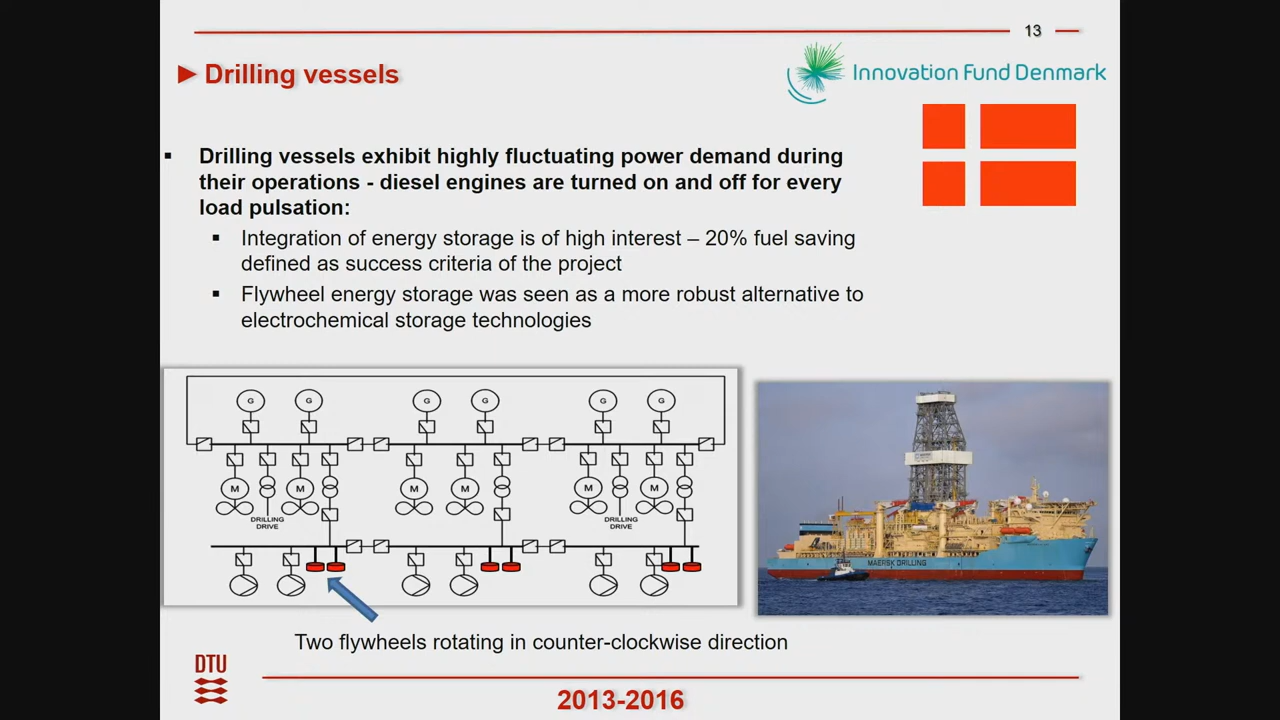 13
► Drilling vessels
Innovation Fund Denmark
▪ Drilling vessels exhibit highly fluctuating power demand during
their operations - diesel engines are turned on and off for every
load pulsation:
▪ Integration of energy storage is of high interest – 20% fuel saving
defined as success criteria of the project
▪ Flywheel energy storage was seen as a more robust alternative to
electrochemical storage technologies
G G G G G G
M M M M M M
DRILLING
DRIVE
DRILLING
DRIVE
MAERSK DRILLING
Two flywheels rotating in counter-clockwise direction
DTU
2013-2016